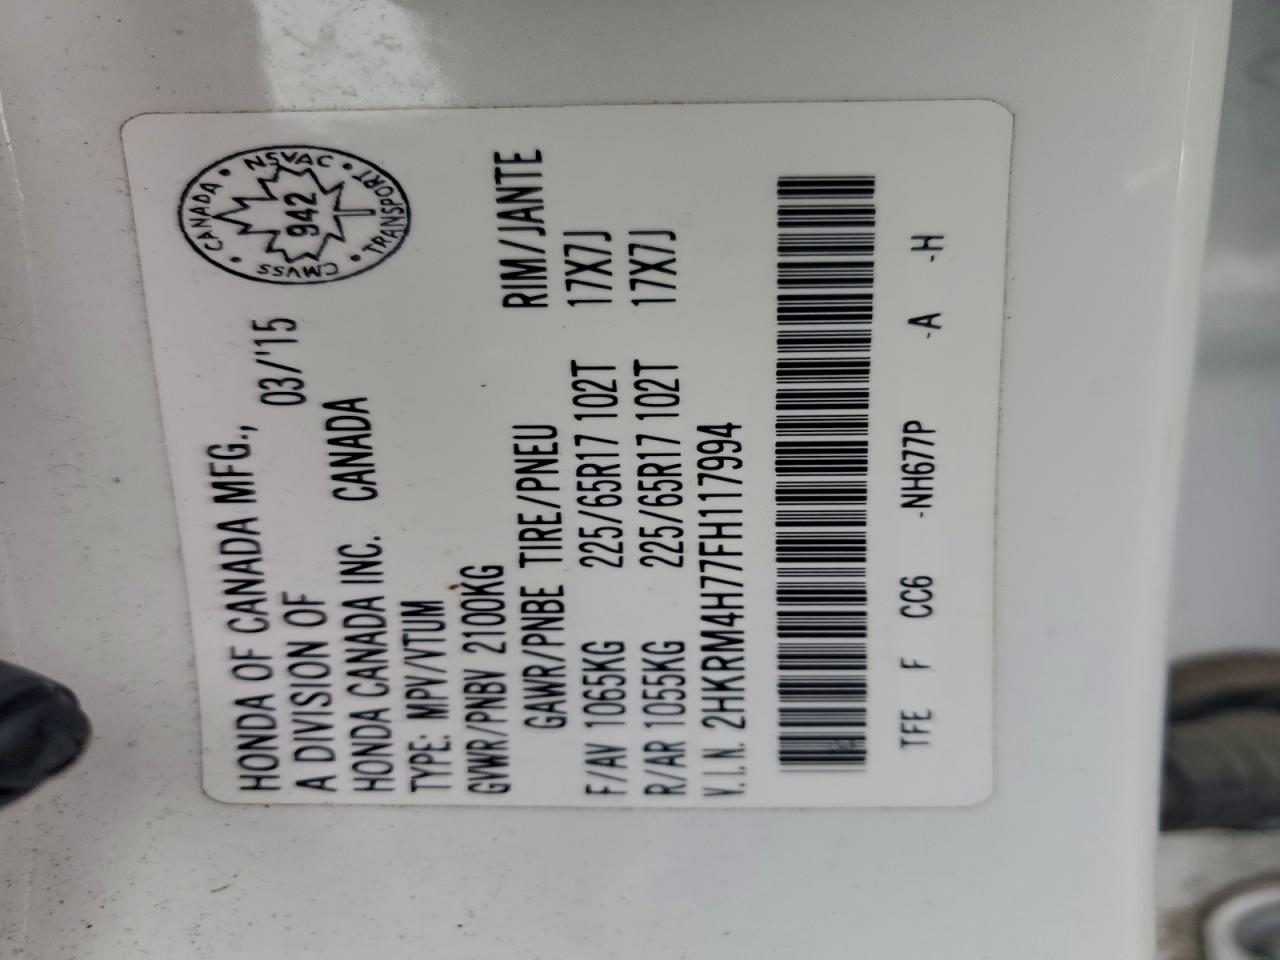 HONDA OF CANADA MFG., 03/'15
A DIVISION OF
HONDA CANADA INC. CANADA
TYPE: MPV/VTUM
GVWR/PNBV 2100KG
GAWR/PNBE TIRE/PNEU RIM/JANTE
F/AV 1065KG 225/65R17 102T 17X7J
R/AR 1055KG 225/65R17 102T 17X7J
V.I.N. 2HKRM4H77FH117994
TFE F CC6 -NH677P -A -H
CANADA • NSVAC •
942
CMVSS • TRANSPORT •